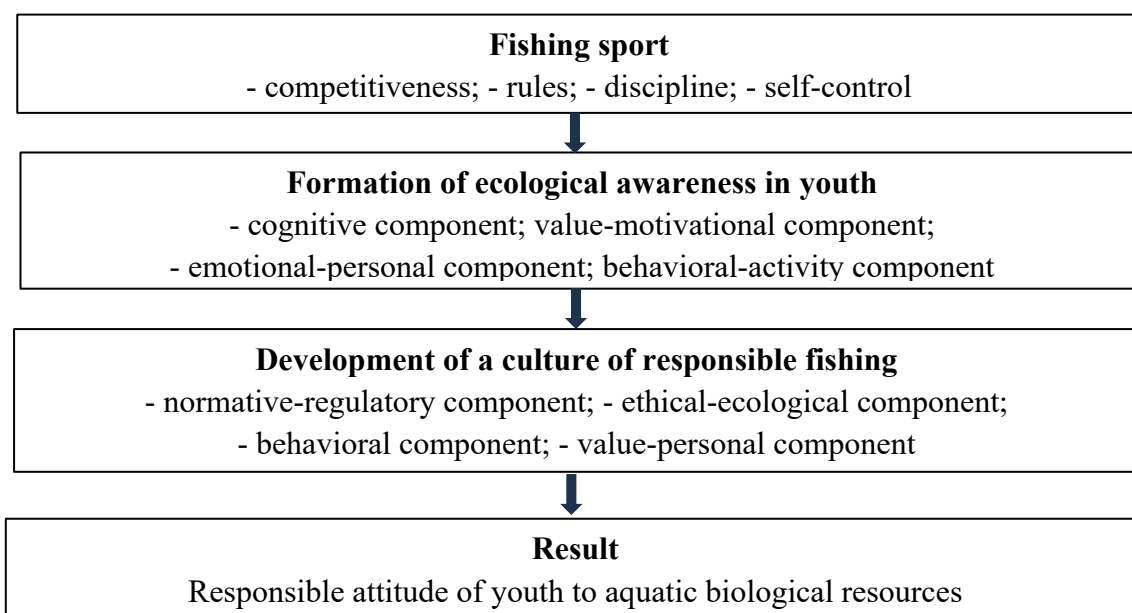 Fishing sport
- competitiveness; - rules; - discipline; - self-control
Formation of ecological awareness in youth
- cognitive component; value-motivational component;
- emotional-personal component; behavioral-activity component
Development of a culture of responsible fishing
- normative-regulatory component; - ethical-ecological component;
- behavioral component; - value-personal component
Result
Responsible attitude of youth to aquatic biological resources